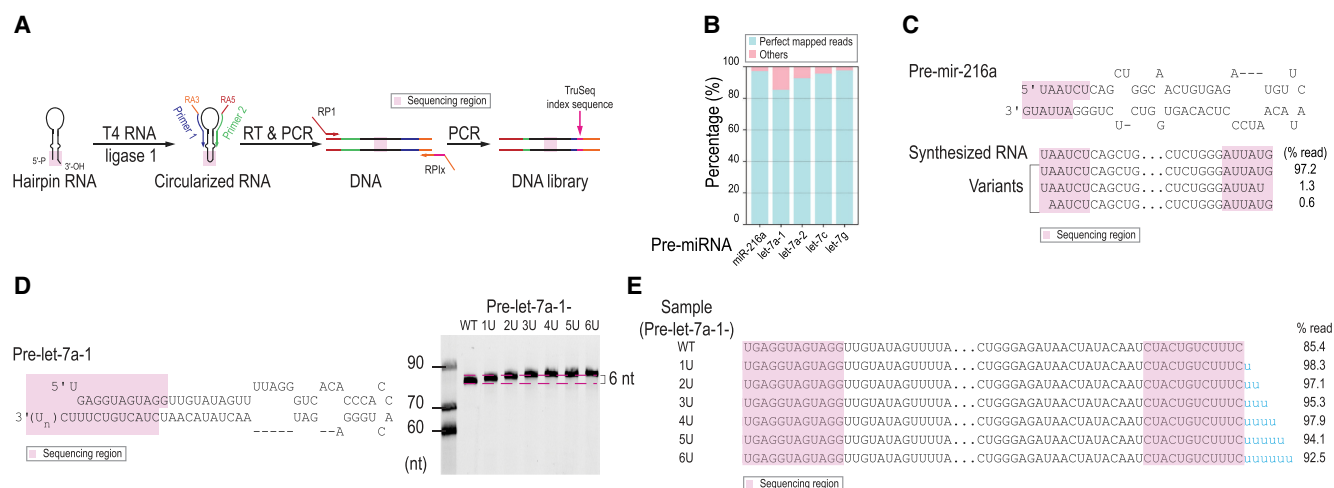 A
RA3
RA5
Primer 1
Primer 2
5'-P
3'-OH
Hairpin RNA
T4 RNA
ligase 1
Circularized RNA
RT & PCR
RP1
Sequencing region
RPIx
DNA
PCR
TruSeq
index sequence
DNA library
B
Perfect mapped reads
Others
Percentage (%)
100
80
60
40
20
0
Pre-miRNA
miR-216a
let-7a-1
let-7a-2
let-7c
let-7g
C
Pre-mir-216a
CU A A--- U
5'UAAUCUCAG GGC ACUGUGAG UU U C
3'GUAUUAGGGUC CUG UGACACUC ACA A
U- G CCUA U
Synthesized RNA
(% read)
UAAUCUCAGCUG...CUCUGGGAUUAUG
Variants
UAAUCUCAGCUG...CUCUGGGAUUAUG 97.2
UAAUCUCAGCUG...CUCUGGGAUUAU 1.3
AAUCUCAGCUG...CUCUGGGAUUAUG 0.6
Sequencing region
D
Pre-let-7a-1
5'U UUAGG ACA C
GAGGUAGUAGGUUGUAUAGUU GUC CCCA C
3'(Un)CUUUCUGUCAUCUAACAUAUCAA UAG GGGU A
----- --A C
Sequencing region
Pre-let-7a-1-
WT 1U 2U 3U 4U 5U 6U
90
70
60
(nt)
6 nt
E
Sample
(Pre-let-7a-1-)
% read
WT UGAGGUAGUAGGUUGUAUAGUUUUA...CUGGGAGAUAACUAUACAAUCUACUGUCUUUC 85.4
1U UGAGGUAGUAGGUUGUAUAGUUUUA...CUGGGAGAUAACUAUACAAUCUACUGUCUUUCu 98.3
2U UGAGGUAGUAGGUUGUAUAGUUUUA...CUGGGAGAUAACUAUACAAUCUACUGUCUUUCuu 97.1
3U UGAGGUAGUAGGUUGUAUAGUUUUA...CUGGGAGAUAACUAUACAAUCUACUGUCUUUCuuu 95.3
4U UGAGGUAGUAGGUUGUAUAGUUUUA...CUGGGAGAUAACUAUACAAUCUACUGUCUUUCuuuu 97.9
5U UGAGGUAGUAGGUUGUAUAGUUUUA...CUGGGAGAUAACUAUACAAUCUACUGUCUUUCuuuuu 94.1
6U UGAGGUAGUAGGUUGUAUAGUUUUA...CUGGGAGAUAACUAUACAAUCUACUGUCUUUCuuuuuu 92.5
Sequencing region